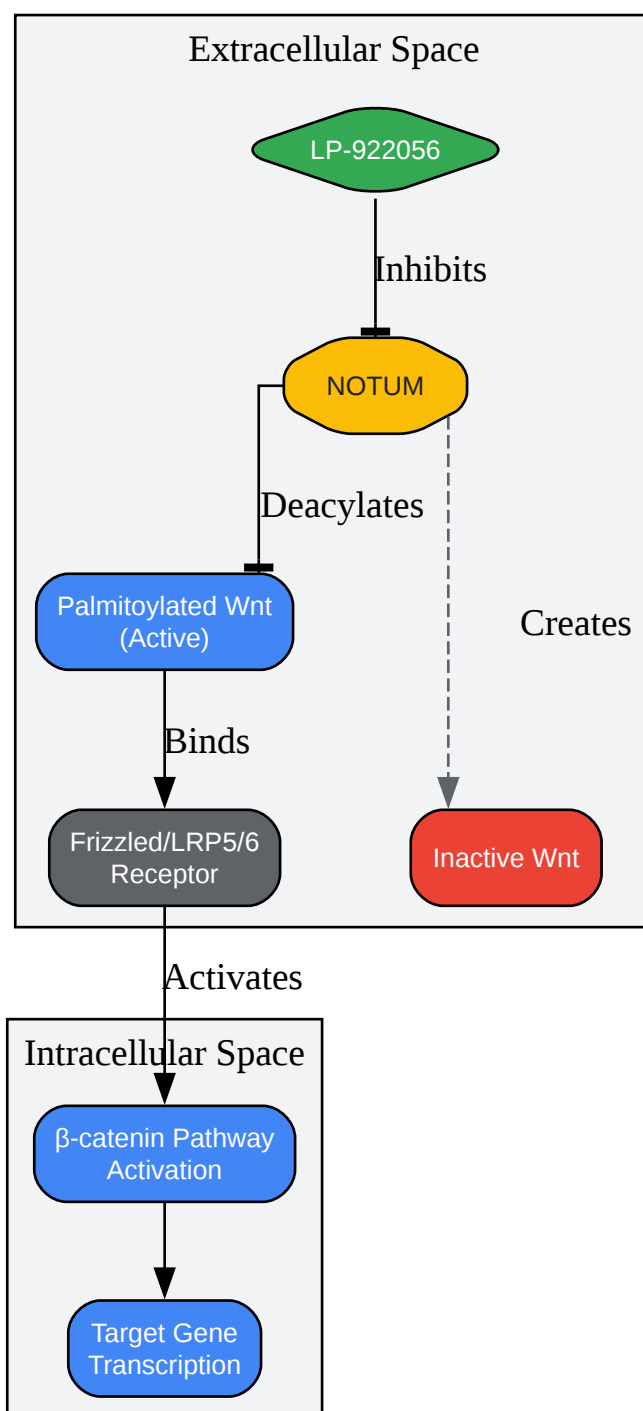 Extracellular Space
LP-922056
Inhibits
NOTUM
Deacylates
Palmitoylated Wnt
(Active)
Creates
Binds
Frizzled/LRP5/6
Receptor
Inactive Wnt
Activates
Intracellular Space
β-catenin Pathway
Activation
Target Gene
Transcription